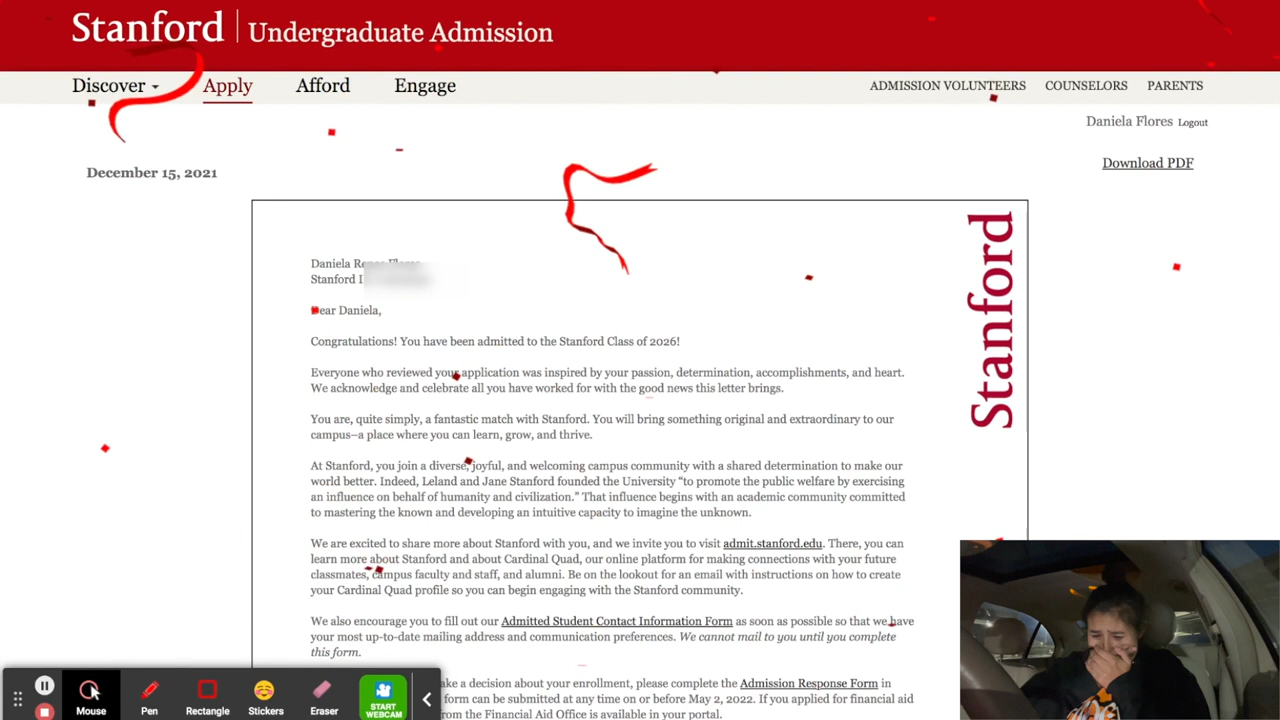 Stanford | Undergraduate Admission
Discover Apply Afford Engage ADMISSION VOLUNTEERS COUNSELORS PARENTS
Daniela Flores Logout
Download PDF
December 15, 2021
Stanford
Daniela
Stanford
Dear Daniela,
Congratulations! You have been admitted to the Stanford Class of 2026!
Everyone who reviewed your application was inspired by your passion, determination, accomplishments, and heart.
We acknowledge and celebrate all you have worked for with the good news this letter brings.
You are, quite simply, a fantastic match with Stanford. You will bring something original and extraordinary to our
campus–a place where you can learn, grow, and thrive.
At Stanford, you join a diverse, joyful, and welcoming campus community with a shared determination to make our
world better. Indeed, Leland and Jane Stanford founded the University “to promote the public welfare by exercising
an influence on behalf of humanity and civilization.” That influence begins with an academic community committed
to mastering the known and developing an intuitive capacity to imagine the unknown.
We are excited to share more about Stanford with you, and we invite you to visit admit.stanford.edu. There, you can
learn more about Stanford and about Cardinal Quad, our online platform for making connections with your future
classmates, campus faculty and staff, and alumni. Be on the lookout for an email with instructions on how to create
your Cardinal Quad profile so you can begin engaging with the Stanford community.
We also encourage you to fill out our Admitted Student Contact Information Form as soon as possible so that we have
your most up-to-date mailing address and communication preferences. We cannot mail to you until you complete
this form.
a decision about your enrollment, please complete the Admission Response Form in
form can be submitted at any time on or before May 2, 2022. If you applied for financial aid
from the Financial Aid Office is available in your portal.
Mouse Pen Rectangle Stickers Eraser START
WEBCAM